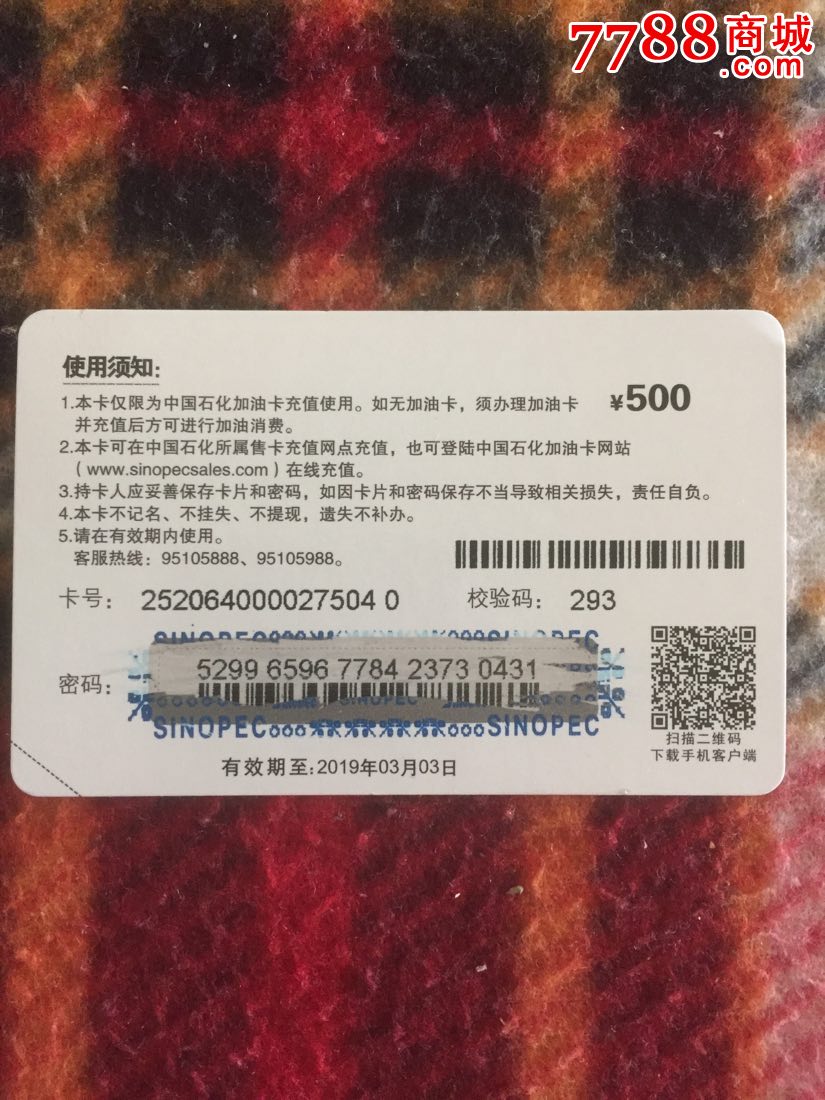 7788商城
.com
使用须知：
1.本卡仅限为中国石化加油卡充值使用。如无加油卡，须办理加油卡
并充值后方可进行加油消费。
¥500
2.本卡可在中国石化所属售卡充值网点充值，也可登陆中国石化加油卡网站
（www.sinopecsales.com）在线充值。
3.持卡人应妥善保存卡片和密码，如因卡片和密码保存不当导致相关损失，责任自负。
4.本卡不记名、不挂失、不提现，遗失不补办。
5.请在有效期内使用。
客服热线：95105888、95105988。
卡号：252064000027504 0 校验码：293
SINOPEC SINOPEC
密码：5299 6596 7784 2373 0431
SINOPEC SINOPEC
扫描二维码
下载手机客户端
有效期至:2019年03月03日